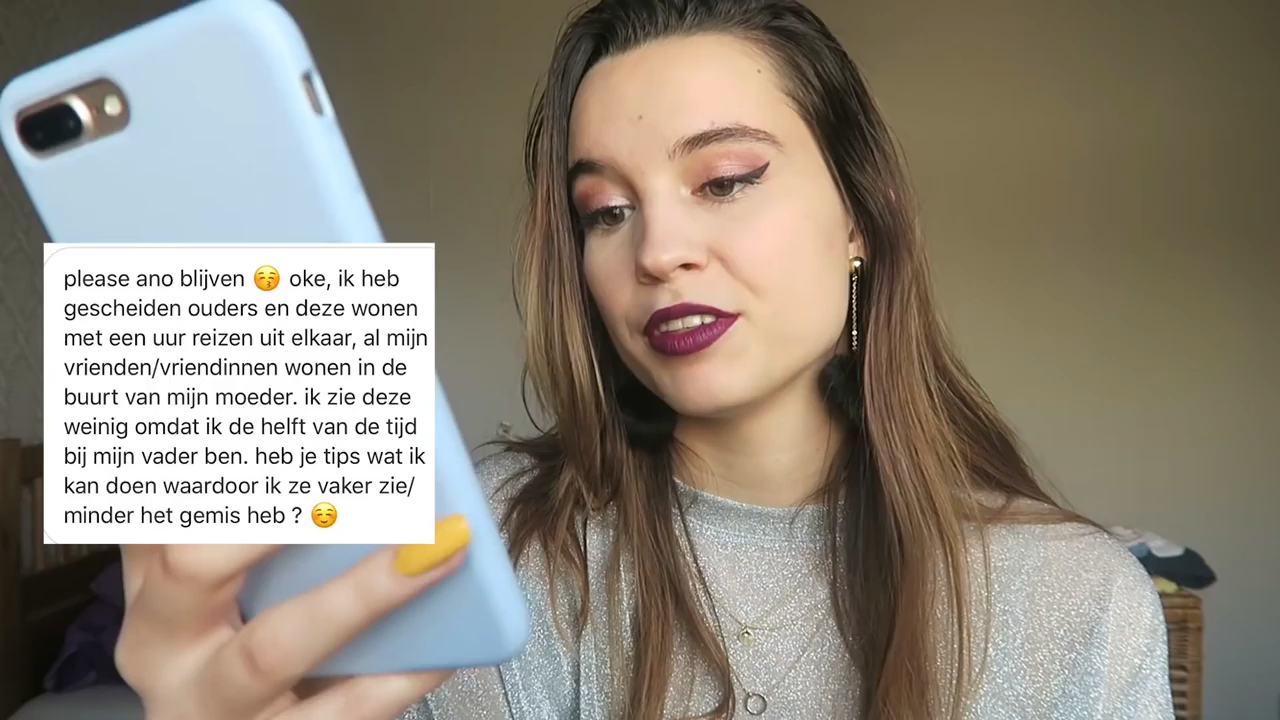 please ano blijven 😚 oke, ik heb
gescheiden ouders en deze wonen
met een uur reizen uit elkaar, al mijn
vrienden/vriendinnen wonen in de
buurt van mijn moeder. ik zie deze
weinig omdat ik de helft van de tijd
bij mijn vader ben. heb je tips wat ik
kan doen waardoor ik ze vaker zie/
minder het gemis heb ? ☺️